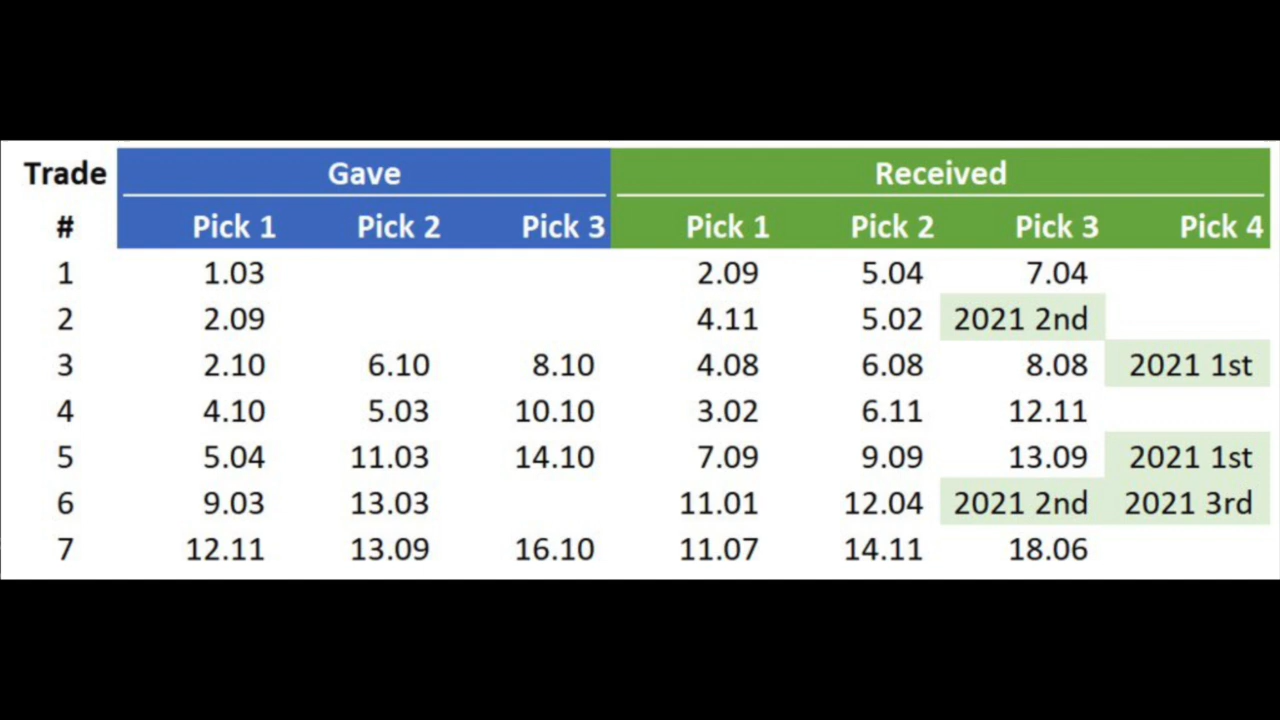 Trade Gave Received
# Pick 1 Pick 2 Pick 3 Pick 1 Pick 2 Pick 3 Pick 4
1 1.03 2.09 5.04 7.04
2 2.09 4.11 5.02 2021 2nd
3 2.10 6.10 8.10 4.08 6.08 8.08 2021 1st
4 4.10 5.03 10.10 3.02 6.11 12.11
5 5.04 11.03 14.10 7.09 9.09 13.09 2021 1st
6 9.03 13.03 11.01 12.04 2021 2nd 2021 3rd
7 12.11 13.09 16.10 11.07 14.11 18.06